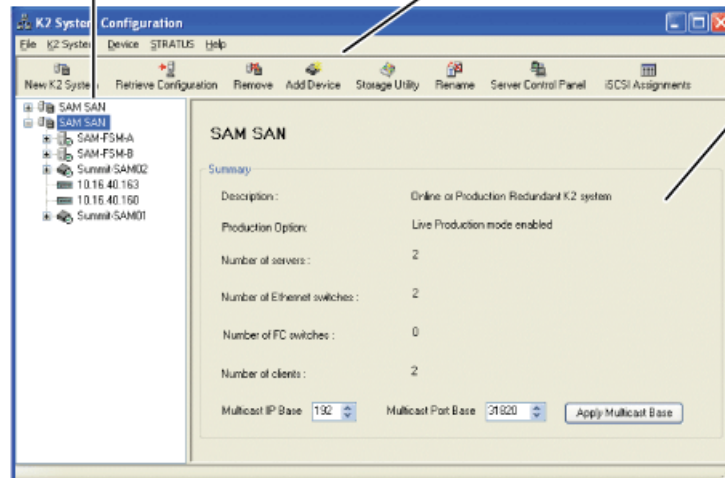 K2 System Configuration
File K2 System Device STRATUS Help
New K2 System Retrieve Configuration Remove Add Device Storage Utility Rename Server Control Panel iSCSI Assignments
SAM SAN
SAM SAN
SAM-FSM-A
SAM-FSM-B
Summit-SAM02
10.16.40.163
10.16.40.160
Summit-SAM01
SAM SAN
Summary
Description : Online or Production Redundant K2 system
Production Option: Live Production mode enabled
Number of servers : 2
Number of Ethernet switches : 2
Number of FC switches : 0
Number of clients : 2
Multicast IP Base 192 Multicast Port Base 31820 Apply Multicast Base